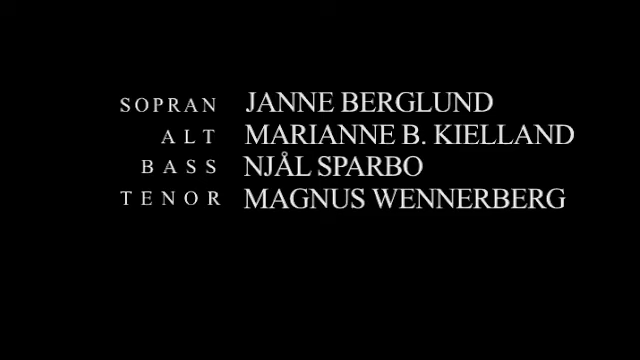 SOPRAN JANNE BERGLUND
ALT MARIANNE B. KIELLAND
BASS NJÅL SPARBO
TENOR MAGNUS WENNERBERG